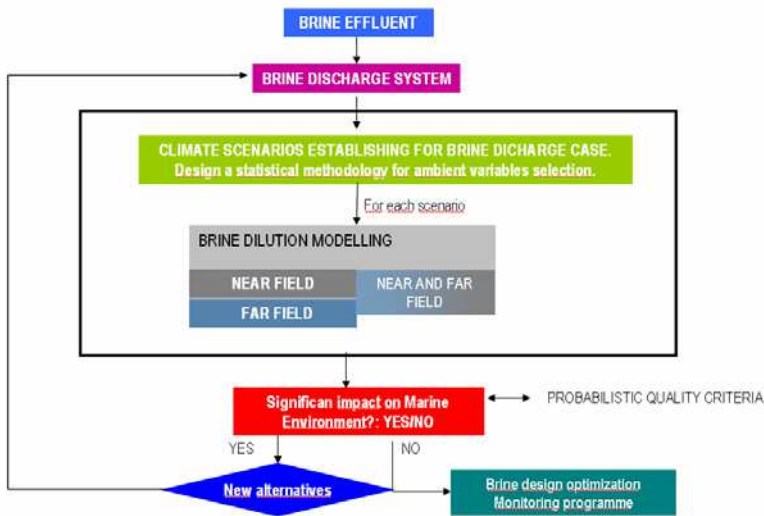 BRINE EFFLUENT
BRINE DISCHARGE SYSTEM
CLIMATE SCENARIOS ESTABLISHING FOR BRINE DICHARGE CASE.
Design a statistical methodology for ambient variables selection.
For each scenario
BRINE DILUTION MODELLING
NEAR FIELD
FAR FIELD
NEAR AND FAR
FIELD
Significan impact on Marine
Environment?: YES/NO
PROBABILISTIC QUALITY CRITERIA
YES
NO
New alternatives
Brine design optimization
Monitoring programme